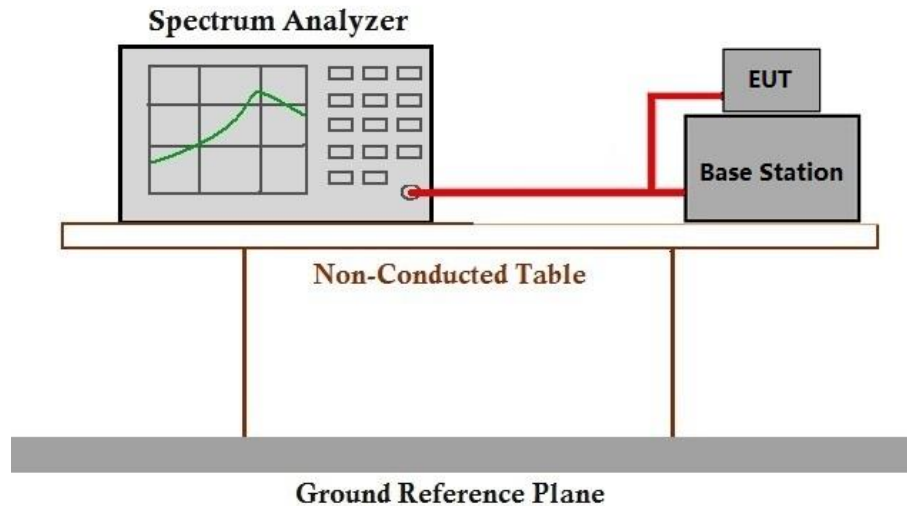 Spectrum Analyzer
EUT
Base Station
Non-Conducted Table
Ground Reference Plane